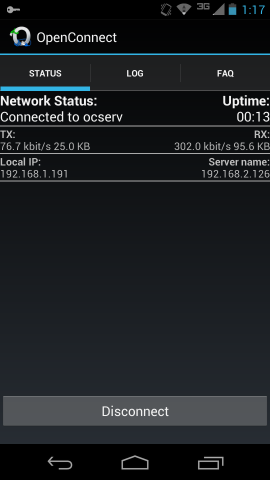 3G 1:17
OpenConnect
STATUS LOG FAQ
Network Status: Uptime:
Connected to ocserv 00:13
TX: RX:
76.7 kbit/s 25.0 KB 302.0 kbit/s 95.6 KB
Local IP: Server name:
192.168.1.191 192.168.2.126
Disconnect